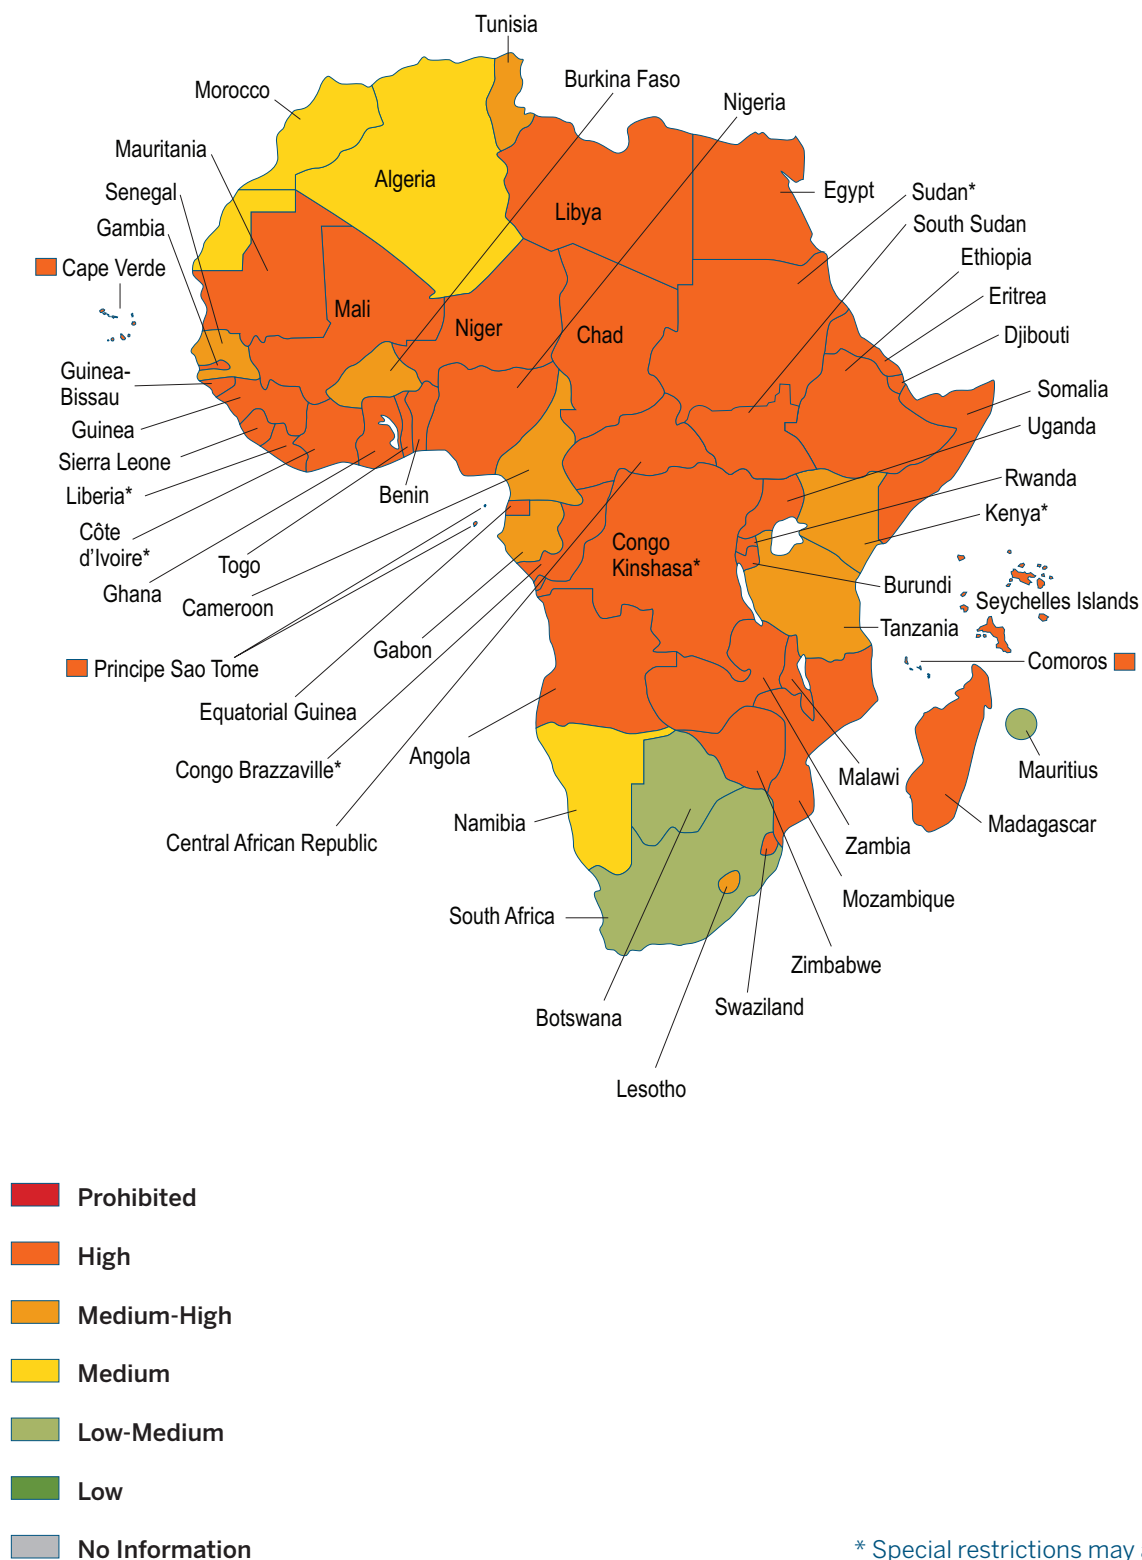 Tunisia
Burkina Faso
Morocco
Nigeria
Mauritania
Algeria
Senegal
Egypt
Sudan*
Libya
South Sudan
Gambia
Ethiopia
Cape Verde
Eritrea
Mali
Niger
Chad
Djibouti
Guinea-
Bissau
Somalia
Guinea
Uganda
Sierra Leone
Rwanda
Liberia*
Benin
Kenya*
Côte
d'Ivoire*
Congo
Kinshasa*
Togo
Ghana
Burundi
Cameroon
Seychelles Islands
Tanzania
Gabon
Principe Sao Tome
Comoros
Equatorial Guinea
Angola
Congo Brazzaville*
Malawi
Mauritius
Namibia
Madagascar
Central African Republic
Zambia
Mozambique
South Africa
Zimbabwe
Swaziland
Botswana
Lesotho
Prohibited
High
Medium-High
Medium
Low-Medium
Low
No Information
* Special restrictions may